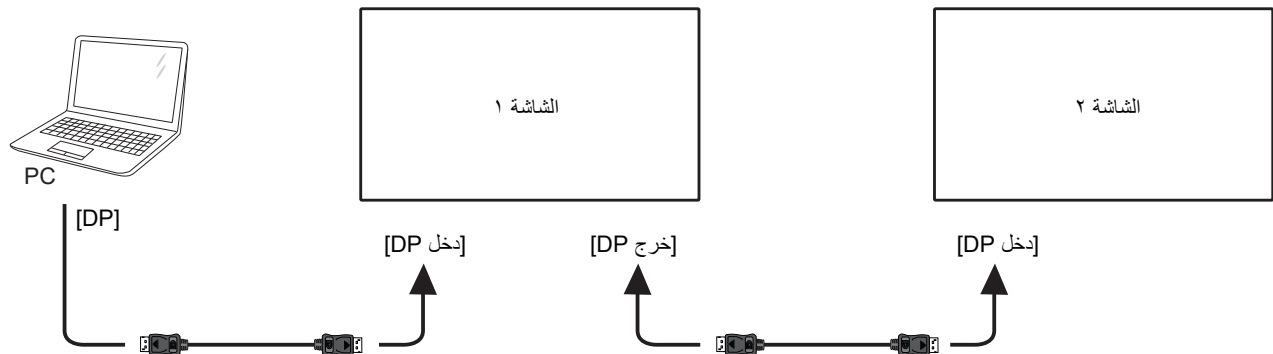 الشاشة ١
الشاشة ٢
PC
[DP]
[دخل DP]
[خرج DP]
[دخل DP]